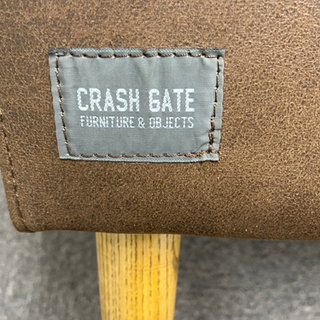 CRASH GATE
FURNITURE & OBJECTS